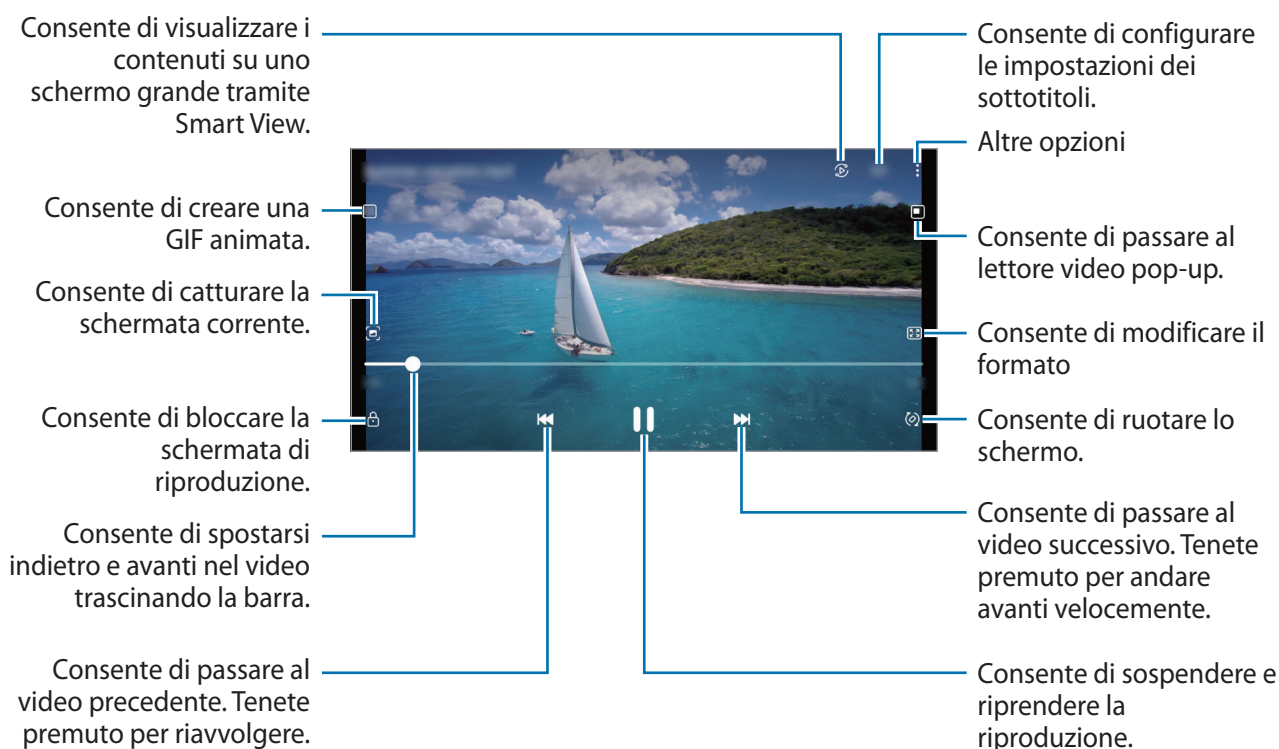 Consente di visualizzare i
contenuti su uno
schermo grande tramite
Smart View.
Consente di creare una
GIF animata.
Consente di catturare la
schermata corrente.
Consente di bloccare la
schermata di
riproduzione.
Consente di spostarsi
indietro e avanti nel video
trascinando la barra.
Consente di passare al
video precedente. Tenete
premuto per riavvolgere.
Consente di configurare
le impostazioni dei
sottotitoli.
Altre opzioni
Consente di passare al
lettore video pop-up.
Consente di modificare il
formato
Consente di ruotare lo
schermo.
Consente di passare al
video successivo. Tenete
premuto per andare
avanti velocemente.
Consente di sospendere e
riprendere la
riproduzione.